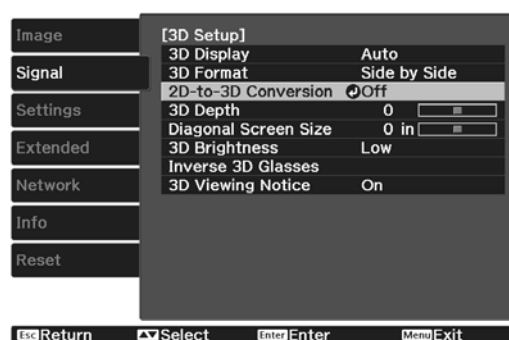 Image
Signal
Settings
Extended
Network
Info
Reset
[3D Setup]
3D Display Auto
3D Format Side by Side
2D-to-3D Conversion Off
3D Depth 0
Diagonal Screen Size 0 in
3D Brightness Low
Inverse 3D Glasses
3D Viewing Notice On
Esc Return Select Enter Enter Menu Exit